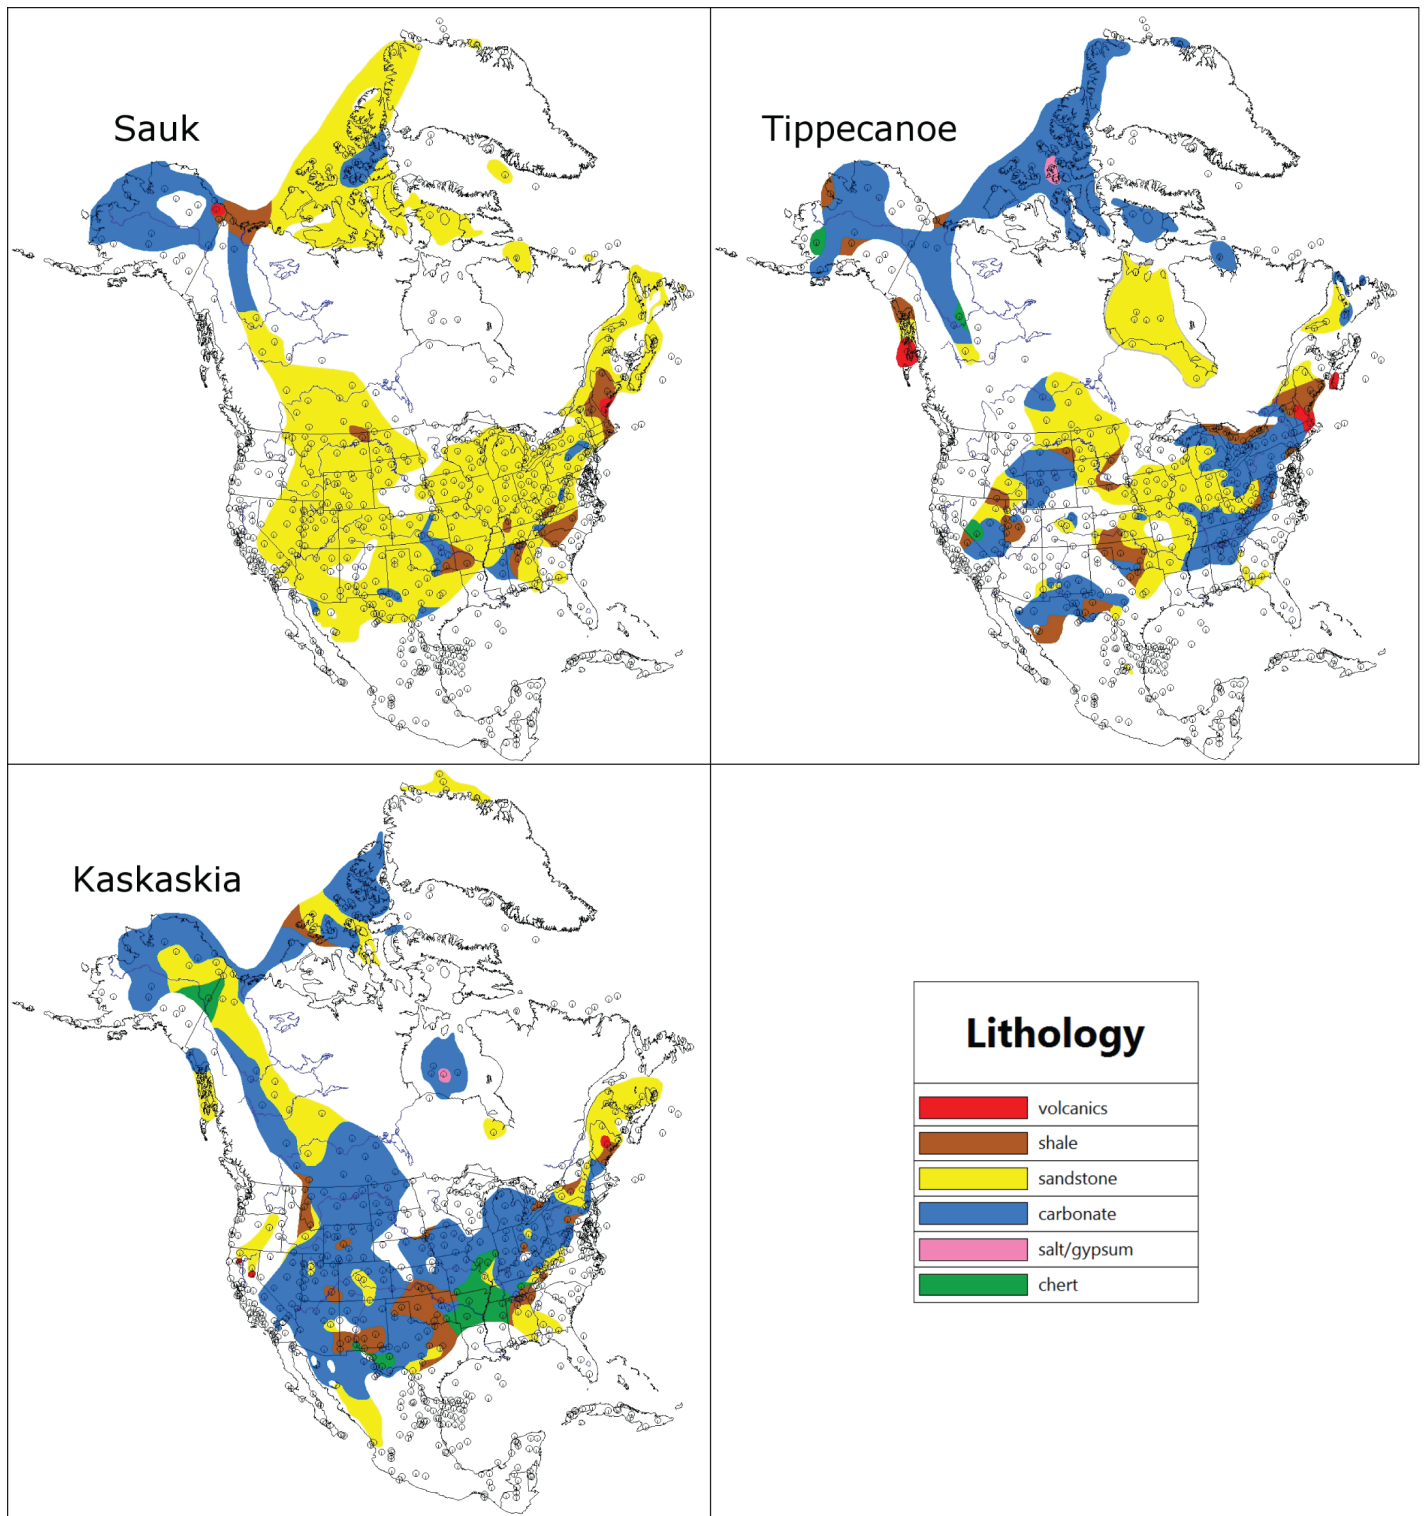 Sauk
Tippecanoe
Kaskaskia
Lithology
volcanics
shale
sandstone
carbonate
salt/gypsum
chert